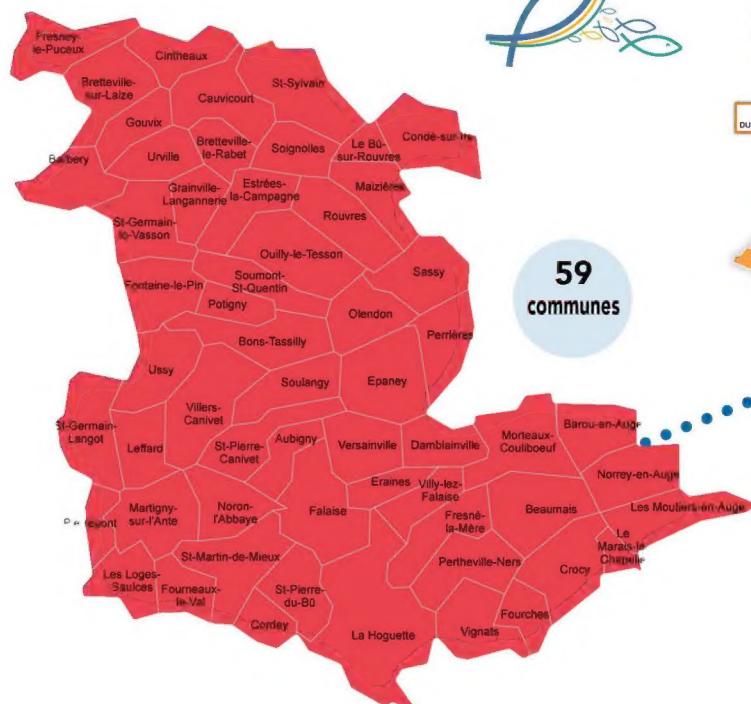 Fresney-
le-Puceux
Cintheaux
Bretteville-
sur-Laize
St-Sylvain
Cauvicourt
Gouvix
Condé-sur-Ifs
Barbery
Urville
Bretteville-
le-Rabet
Soignolles
Le Bû-
sur-Rouvres
Grainville-
Langannerie
Estrées-
la-Campagne
Maizières
Rouvres
St-Germain-
le-Vasson
Ouilly-le-Tesson
Sassy
Fontaine-le-Pin
Soumont-
St-Quentin
Potigny
Olendon
Perrières
Bons-Tassilly
Ussy
Soulangy
Epaney
59
communes
Villers-
Canivet
St-Germain-
Langot
Leffard
St-Pierre-
Canivet
Aubigny
Versainville
Damblainville
Morteaux-
Coulibœuf
Barou-en-Auge
Norrey-en-Auge
Eraines
Villy-lez-
Falaise
Beaumais
Les Moutiers-en-Auge
Martigny-
sur-l'Ante
Noron-
l'Abbaye
Falaise
Fresné-
la-Mère
Le
Marais-la
Chapelle
Pertheville-Ners
Crocy
St-Martin-de-Mieux
Les Loges-
Saulces
Fourneaux-
le-Val
St-Pierre-
du-Bû
Cordey
La Hoguette
Vignats
Fourches
DU